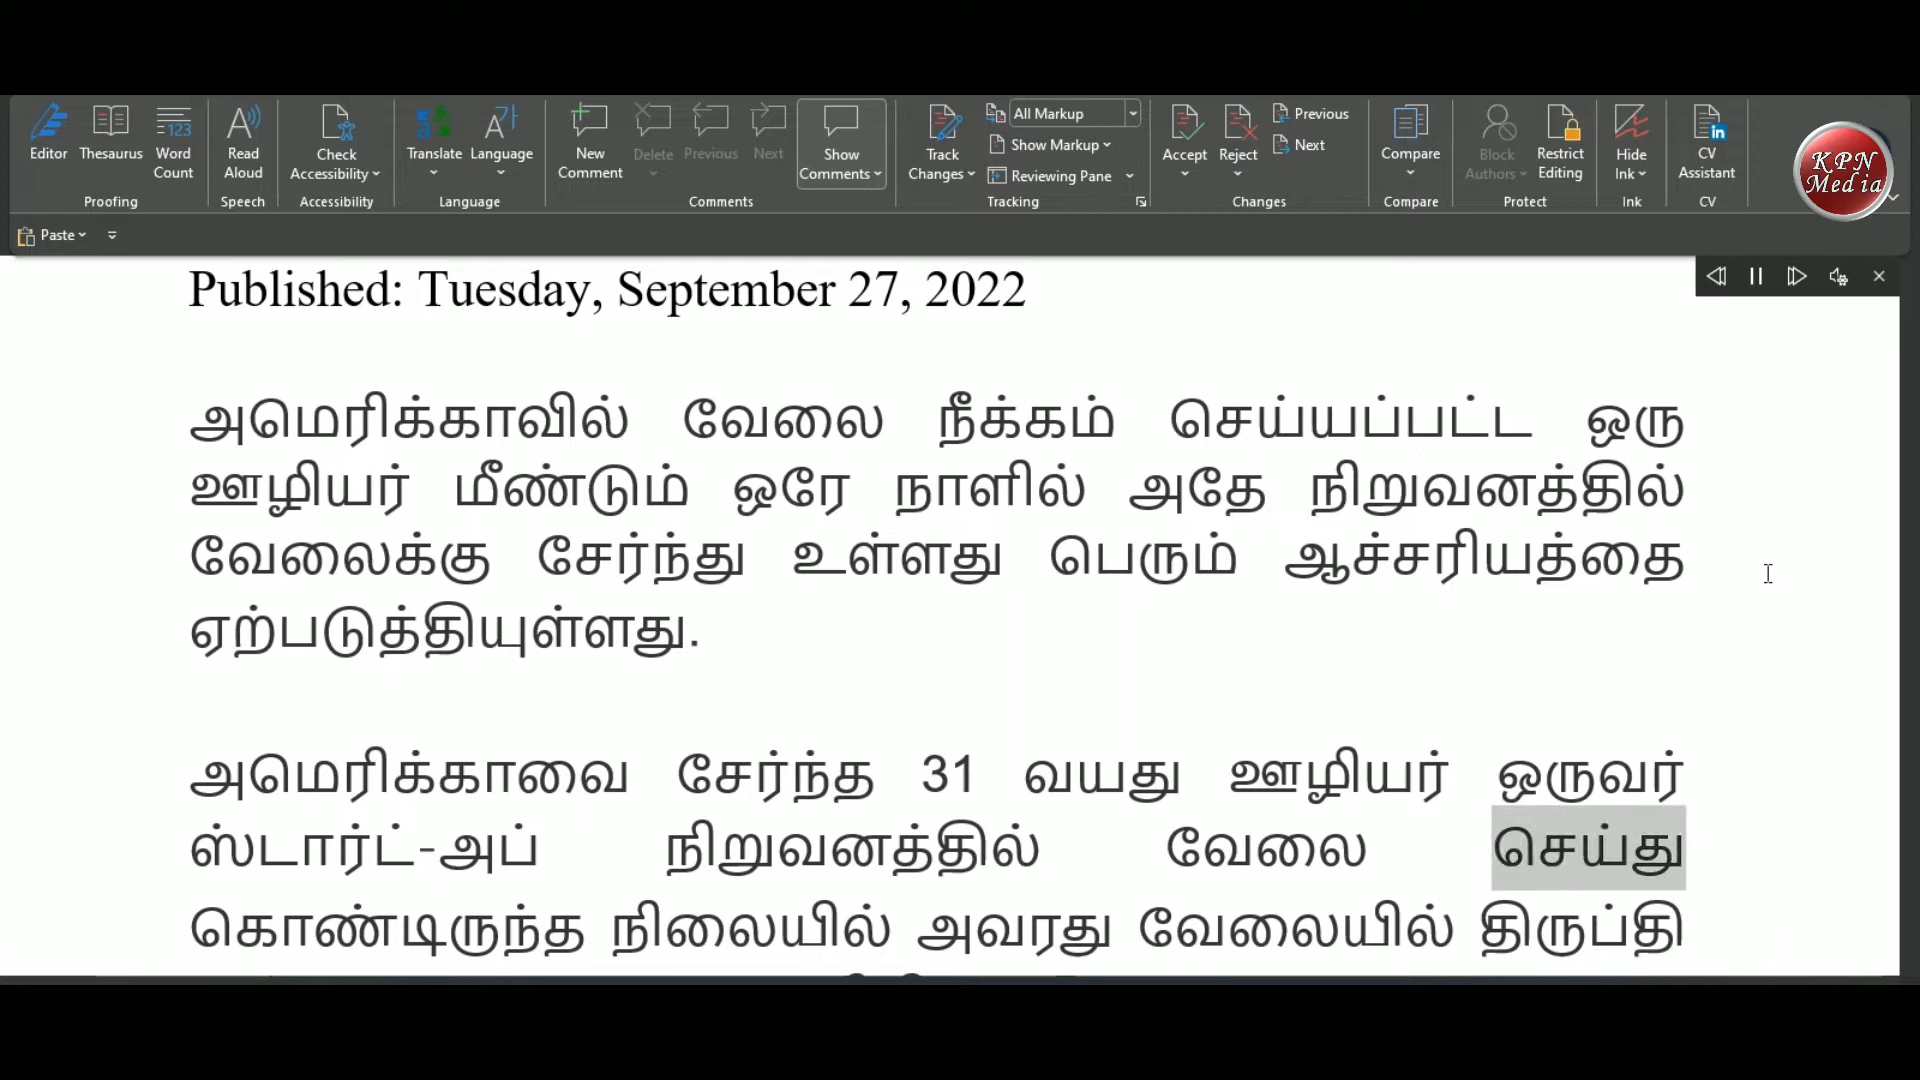 Editor Thesaurus Word Count Read Aloud Check Accessibility Translate Language New Comment Delete Previous Next Show Comments Track Changes All Markup Show Markup Reviewing Pane Accept Reject Previous Next Compare Block Authors Restrict Editing Hide Ink CV Assistant
KPN Media
Proofing Speech Accessibility Language Comments Tracking Changes Compare Protect Ink CV
Paste
Published: Tuesday, September 27, 2022
அமெரிக்காவில் வேலை நீக்கம் செய்யப்பட்ட ஒரு
ஊழியர் மீண்டும் ஒரே நாளில் அதே நிறுவனத்தில்
வேலைக்கு சேர்ந்து உள்ளது பெரும் ஆச்சரியத்தை
ஏற்படுத்தியுள்ளது.
அமெரிக்காவை சேர்ந்த 31 வயது ஊழியர் ஒருவர்
ஸ்டார்ட்-அப் நிறுவனத்தில் வேலை செய்து
கொண்டிருந்த நிலையில் அவரது வேலையில் திருப்தி